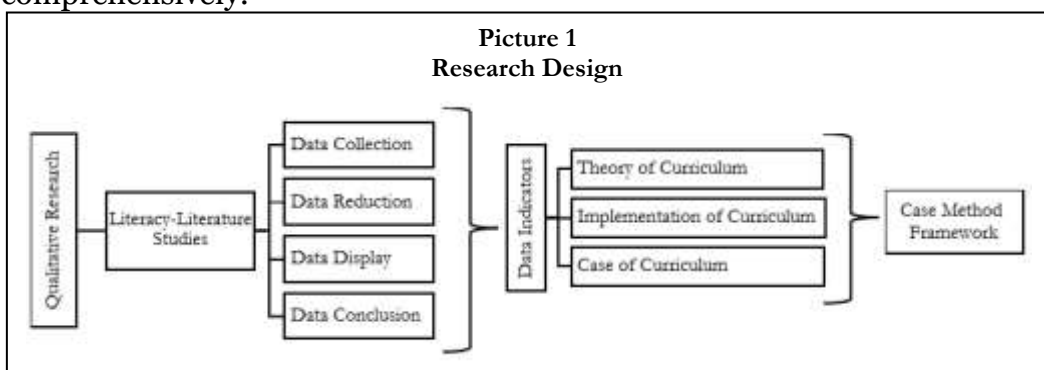 comprehensively.
Picture 1
Research Design
Qualitative Research
Literacy-Literature
Studies
Data Collection
Data Reduction
Data Display
Data Conclusion
Data Indicators
Theory of Curriculum
Implementation of Curriculum
Case of Curriculum
Case Method
Framework